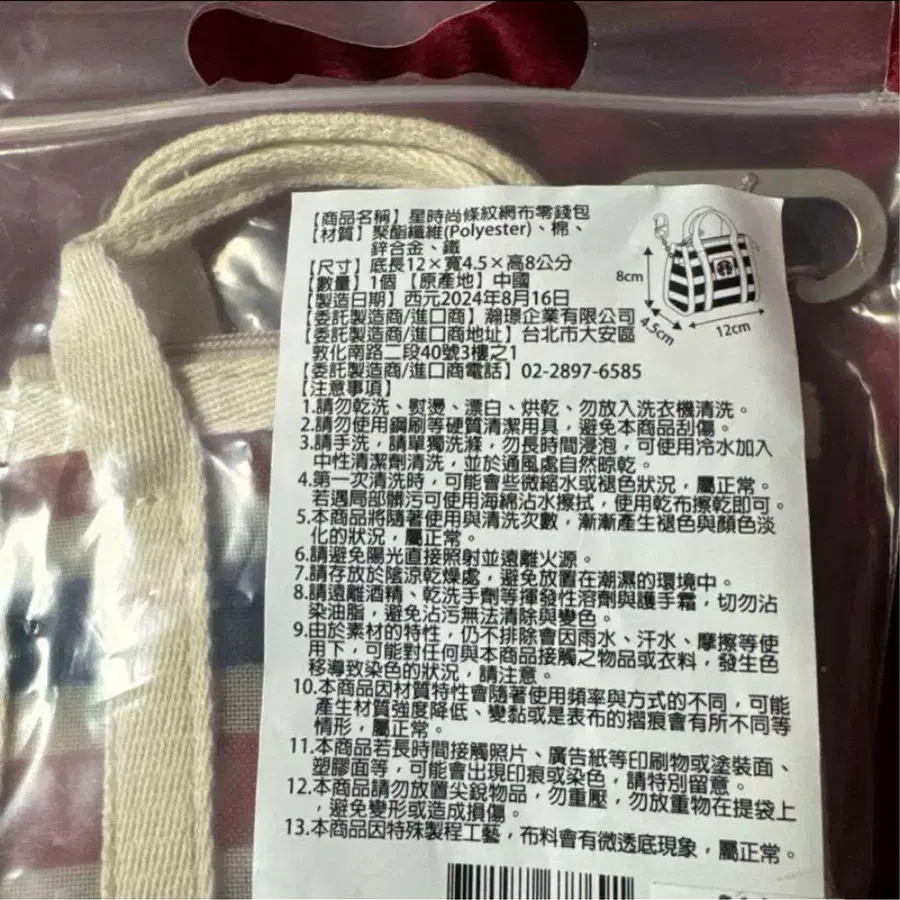 【商品名稱】星時尚條紋網布零錢包
【材質】聚酯纖維(Polyester)、棉、
鋅合金、鐵
【尺寸】底長12×寬4.5×高8公分
【數量】1個【原產地】中國
【製造日期】西元2024年8月16日
【委託製造商/進口商】瀚璟企業有限公司
【委託製造商/進口商地址】台北市大安區
敦化南路二段40號3樓之1
【委託製造商/進口商電話】02-2897-6585
【注意事項】
8cm
4.5cm
12cm
1.請勿乾洗、熨燙、漂白、烘乾、勿放入洗衣機清洗。
2.請勿使用鋼刷等硬質清潔用具，避免本商品刮傷。
3.請手洗，請單獨洗滌，勿長時間浸泡，可使用冷水加入
中性清潔劑清洗，並於通風處自然晾乾。
4.第一次清洗時，可能會些微縮水或褪色狀況，屬正常。
若遇局部髒污可使用海綿沾水擦拭，使用乾布擦乾即可。
5.本商品將隨著使用與清洗次數，漸漸產生褪色與顏色淡
化的狀況，屬正常。
6.請避免陽光直接照射並遠離火源。
7.請存放於陰涼乾燥處，避免放置在潮濕的環境中。
8.請遠離酒精、乾洗手劑等揮發性溶劑與護手霜，切勿沾
染油脂，避免沾污無法清除與變色。
9.由於素材的特性，仍不排除會因雨水、汗水、摩擦等使
用下，可能對任何與本商品接觸之物品或衣料，發生色
移導致染色的狀況，請注意。
10.本商品因材質特性會隨著使用頻率與方式的不同，可能
產生材質強度降低、變黏或是表布的摺痕會有所不同等
情形，屬正常。
11.本商品若長時間接觸照片、廣告紙等印刷物或塗裝面、
塑膠面等，可能會出現印痕或染色，請特別留意。
12.本商品請勿放置尖銳物品，勿重壓，勿放重物在提袋上
，避免變形或造成損傷。
13.本商品因特殊製程工藝，布料會有微透底現象，屬正常。